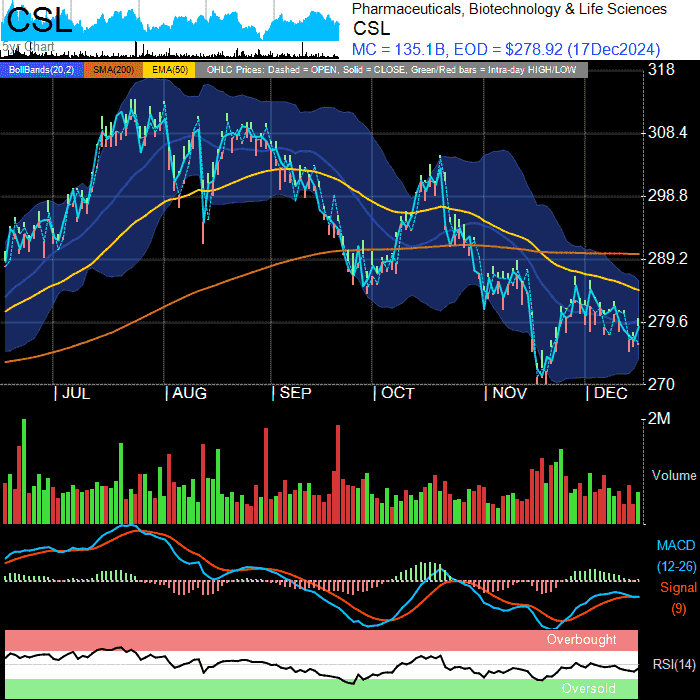 CSL
5yr Chart
Pharmaceuticals, Biotechnology & Life Sciences
CSL
MC = 135.1B, EOD = $278.92 (17Dec2024)
BollBands(20,2) SMA(200) EMA(50) OHLC Prices: Dashed = OPEN, Solid = CLOSE, Green/Red bars = Intra-day HIGH/LOW
318
308.4
298.8
289.2
279.6
270
| JUL | AUG | SEP | OCT | NOV | DEC
2M
Volume
MACD
(12-26)
Signal
(9)
Overbought
RSI(14)
Oversold